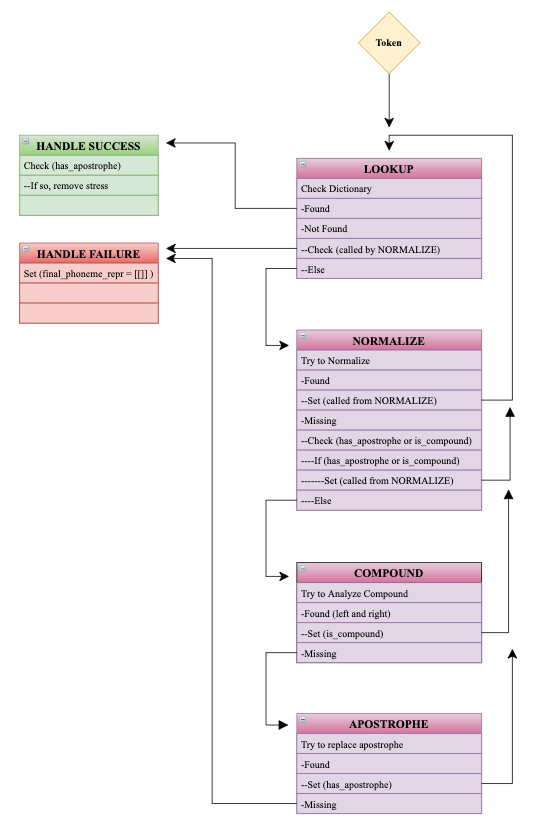 Token
HANDLE SUCCESS
Check (has_apostrophe)
--If so, remove stress
HANDLE FAILURE
Set (final_phoneme_repr = [[]] )
LOOKUP
Check Dictionary
-Found
-Not Found
--Check (called by NORMALIZE)
--Else
NORMALIZE
Try to Normalize
-Found
--Set (called from NORMALIZE)
-Missing
--Check (has_apostrophe or is_compound)
----If (has_apostrophe or is_compound)
-------Set (called from NORMALIZE)
----Else
COMPOUND
Try to Analyze Compound
-Found (left and right)
--Set (is_compound)
-Missing
APOSTROPHE
Try to replace apostrophe
-Found
--Set (has_apostrophe)
-Missing